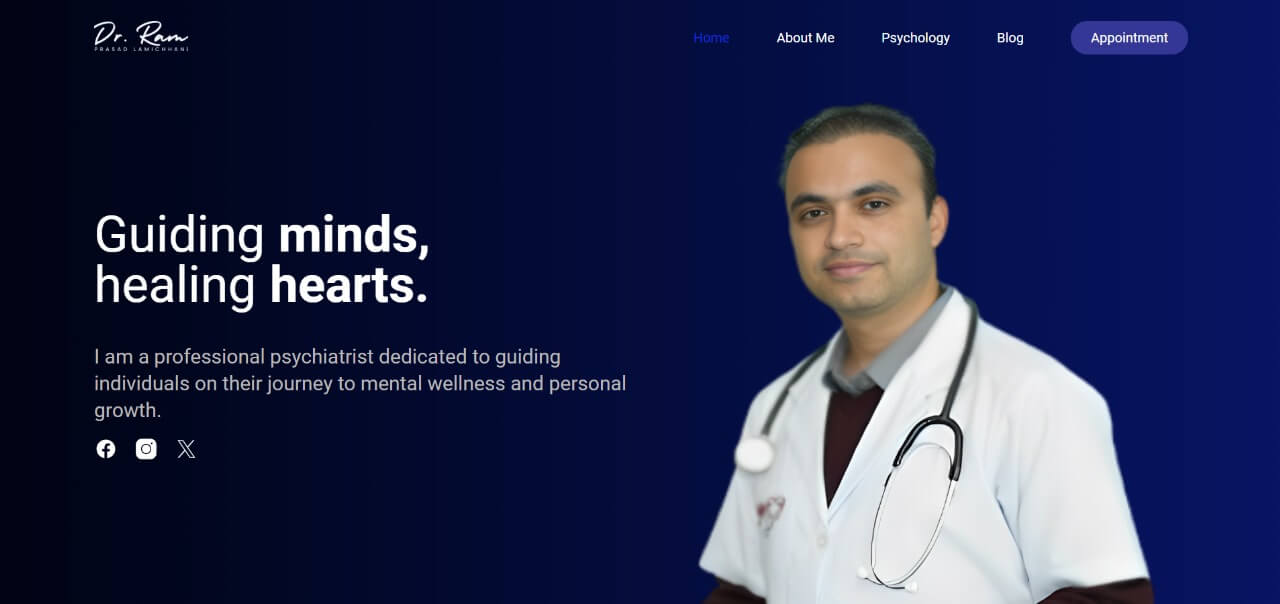 Dr. Ram
PRASAD LAMICHHANE
Home
About Me
Psychology
Blog
Appointment
Guiding minds,
healing hearts.
I am a professional psychiatrist dedicated to guiding
individuals on their journey to mental wellness and personal
growth.